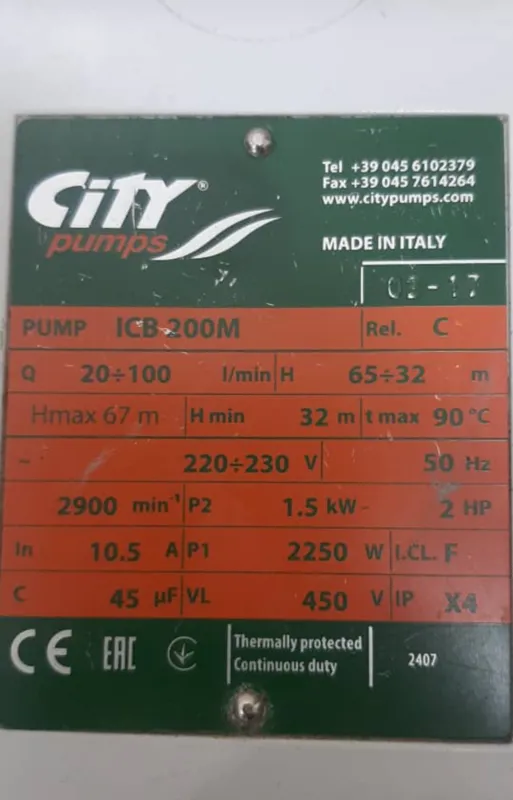 CiTY®
pumps
Tel +39 045 6102379
Fax +39 045 7614264
www.citypumps.com
MADE IN ITALY
03-17
PUMP ICB 200M Rel. C
Q 20÷100 l/min H 65÷32 m
Hmax 67 m H min 32 m t max 90 °C
~ 220÷230 V 50 Hz
2900 min⁻¹ P2 1.5 kW - 2 HP
In 10.5 A P1 2250 W I.CL. F
C 45 µF VL 450 V IP X4
CE EAC
Thermally protected
Continuous duty
2407